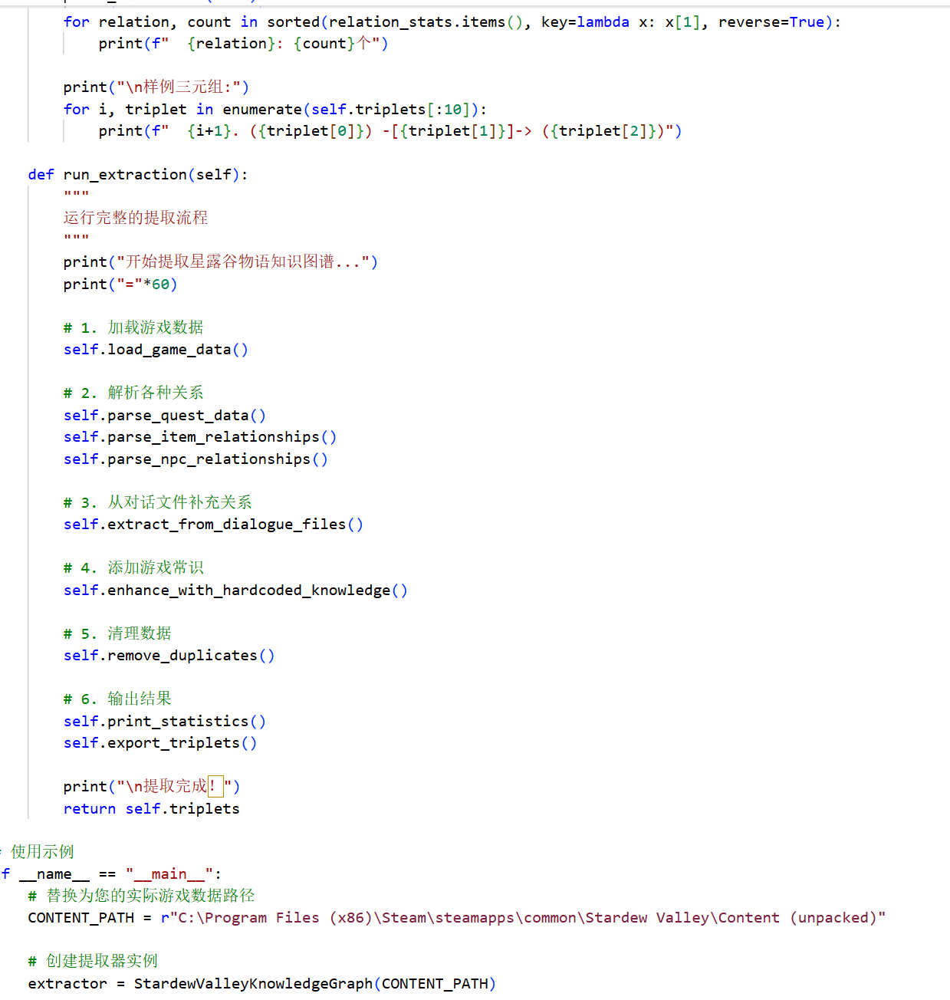 for relation, count in sorted(relation_stats.items(), key=lambda x: x[1], reverse=True):
print(f"  {relation}: {count}个")
print("\n样例三元组:")
for i, triplet in enumerate(self.triplets[:10]):
print(f"  {i+1}. ({triplet[0]}) -[{triplet[1]}]-> ({triplet[2]})")
def run_extraction(self):
"""
运行完整的提取流程
"""
print("开始提取星露谷物语知识图谱...")
print("="*60)
# 1. 加载游戏数据
self.load_game_data()
# 2. 解析各种关系
self.parse_quest_data()
self.parse_item_relationships()
self.parse_npc_relationships()
# 3. 从对话文件补充关系
self.extract_from_dialogue_files()
# 4. 添加游戏常识
self.enhance_with_hardcoded_knowledge()
# 5. 清理数据
self.remove_duplicates()
# 6. 输出结果
self.print_statistics()
self.export_triplets()
print("\n提取完成！")
return self.triplets
使用示例
f __name__ == "__main__":
# 替换为您的实际游戏数据路径
CONTENT_PATH = r"C:\Program Files (x86)\Steam\steamapps\common\Stardew Valley\Content (unpacked)"
# 创建提取器实例
extractor = StardewValleyKnowledgeGraph(CONTENT_PATH)